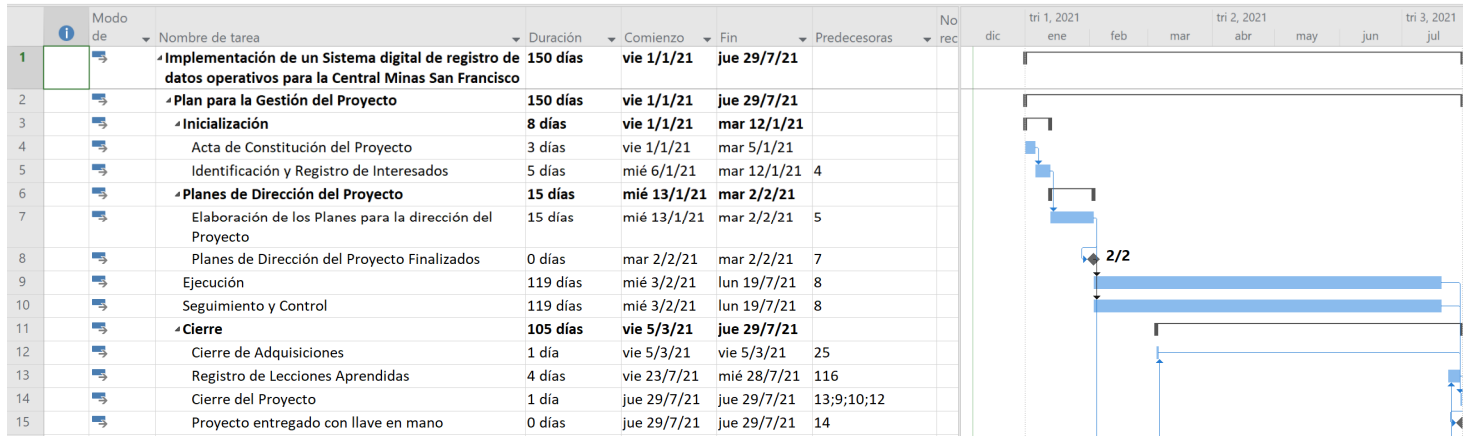 Modo de Nombre de tarea Duración Comienzo Fin Predecesoras No rec
tri 1, 2021 tri 2, 2021 tri 3, 2021
dic ene feb mar abr may jun jul
1 Implementación de un Sistema digital de registro de 150 días vie 1/1/21 jue 29/7/21
datos operativos para la Central Minas San Francisco
2 Plan para la Gestión del Proyecto 150 días vie 1/1/21 jue 29/7/21
3 Inicialización 8 días vie 1/1/21 mar 12/1/21
4 Acta de Constitución del Proyecto 3 días vie 1/1/21 mar 5/1/21
5 Identificación y Registro de Interesados 5 días mié 6/1/21 mar 12/1/21 4
6 Planes de Dirección del Proyecto 15 días mié 13/1/21 mar 2/2/21
7 Elaboración de los Planes para la dirección del 15 días mié 13/1/21 mar 2/2/21 5
Proyecto
8 Planes de Dirección del Proyecto Finalizados 0 días mar 2/2/21 mar 2/2/21 7 2/2
9 Ejecución 119 días mié 3/2/21 lun 19/7/21 8
10 Seguimiento y Control 119 días mié 3/2/21 lun 19/7/21 8
11 Cierre 105 días vie 5/3/21 jue 29/7/21
12 Cierre de Adquisiciones 1 día vie 5/3/21 vie 5/3/21 25
13 Registro de Lecciones Aprendidas 4 días vie 23/7/21 mié 28/7/21 116
14 Cierre del Proyecto 1 día jue 29/7/21 jue 29/7/21 13;9;10;12
15 Proyecto entregado con llave en mano 0 días jue 29/7/21 jue 29/7/21 14